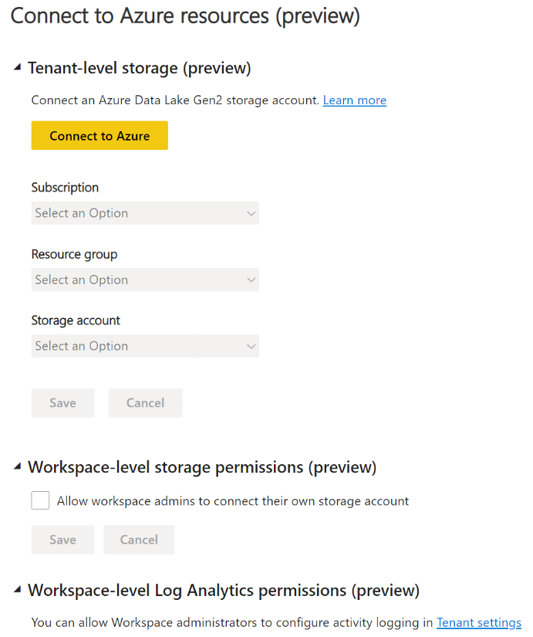 Connect to Azure resources (preview)
Tenant-level storage (preview)
Connect an Azure Data Lake Gen2 storage account. Learn more
Connect to Azure
Subscription
Select an Option
Resource group
Select an Option
Storage account
Select an Option
Save Cancel
Workspace-level storage permissions (preview)
Allow workspace admins to connect their own storage account
Save Cancel
Workspace-level Log Analytics permissions (preview)
You can allow Workspace administrators to configure activity logging in Tenant settings